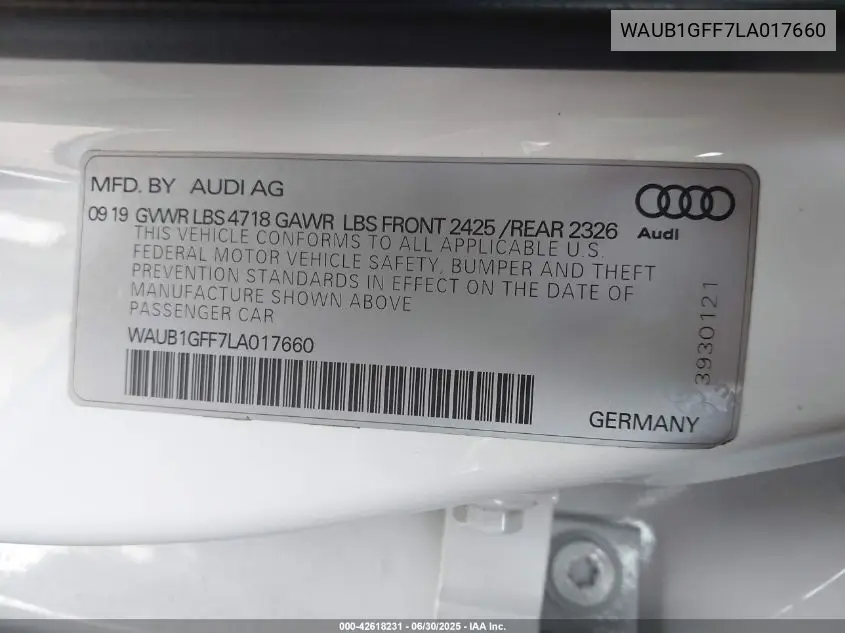 WAUB1GFF7LA017660
MFD. BY AUDI AG
09 19 GVWR LBS 4718 GAWR LBS FRONT 2425 /REAR 2326
THIS VEHICLE CONFORMS TO ALL APPLICABLE U.S.
FEDERAL MOTOR VEHICLE SAFETY, BUMPER AND THEFT
PREVENTION STANDARDS IN EFFECT ON THE DATE OF
MANUFACTURE SHOWN ABOVE
PASSENGER CAR
Audi
WAUB1GFF7LA017660
3930121
GERMANY
000-42618231 - 06/30/2025 - IAA Inc.